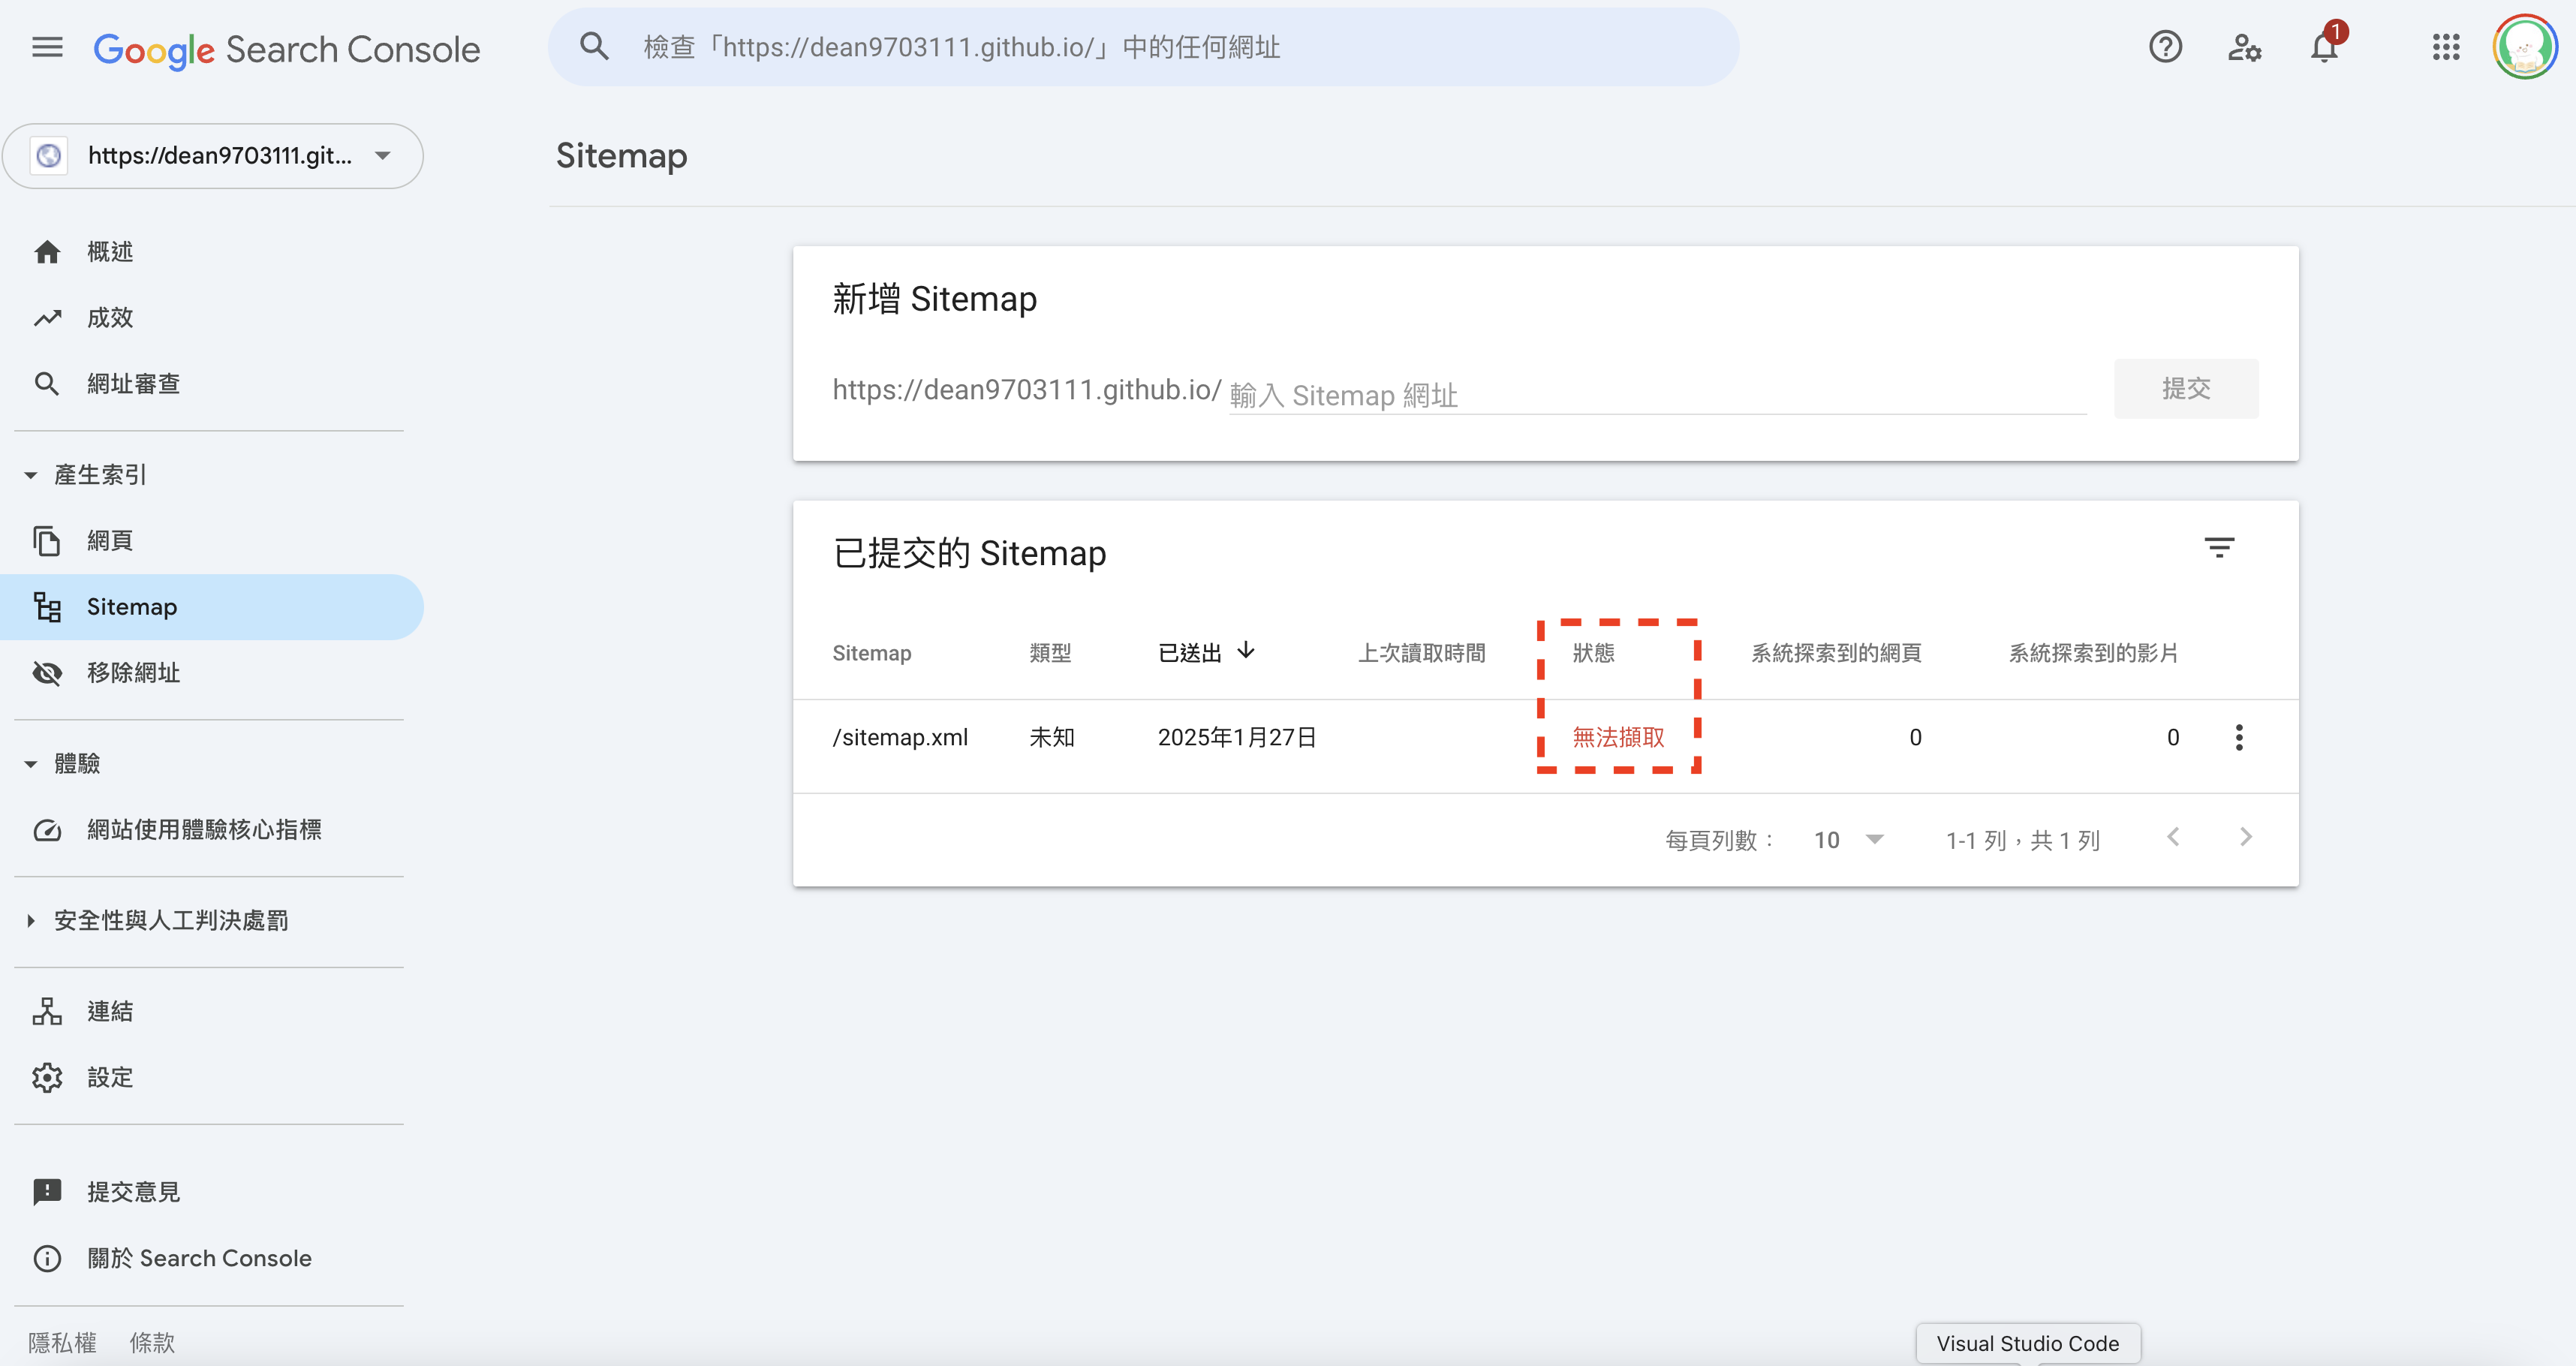 Google Search Console
檢查「https://dean9703111.github.io/」中的任何網址
1
https://dean9703111.git...
概述
成效
網址審查
產生索引
網頁
Sitemap
移除網址
體驗
網站使用體驗核心指標
安全性與人工判決處罰
連結
設定
提交意見
關於 Search Console
隱私權 條款
Sitemap
新增 Sitemap
https://dean9703111.github.io/ 輸入 Sitemap 網址 提交
已提交的 Sitemap
Sitemap 類型 已送出 上次讀取時間 狀態 系統探索到的網頁 系統探索到的影片
/sitemap.xml 未知 2025年1月27日 無法擷取 0 0
每頁列數： 10 1-1 列，共 1 列
Visual Studio Code